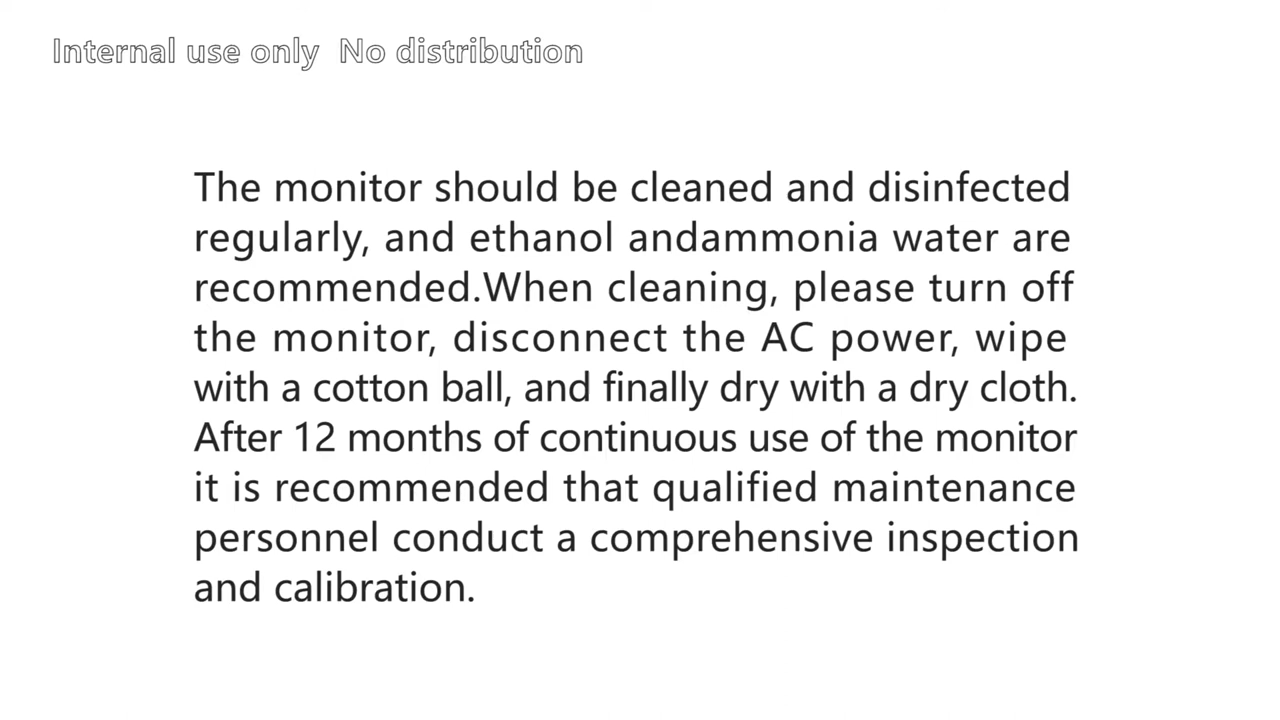 Internal use only  No distribution
The monitor should be cleaned and disinfected
regularly, and ethanol andammonia water are
recommended.When cleaning, please turn off
the monitor, disconnect the AC power, wipe
with a cotton ball, and finally dry with a dry cloth.
After 12 months of continuous use of the monitor
it is recommended that qualified maintenance
personnel conduct a comprehensive inspection
and calibration.